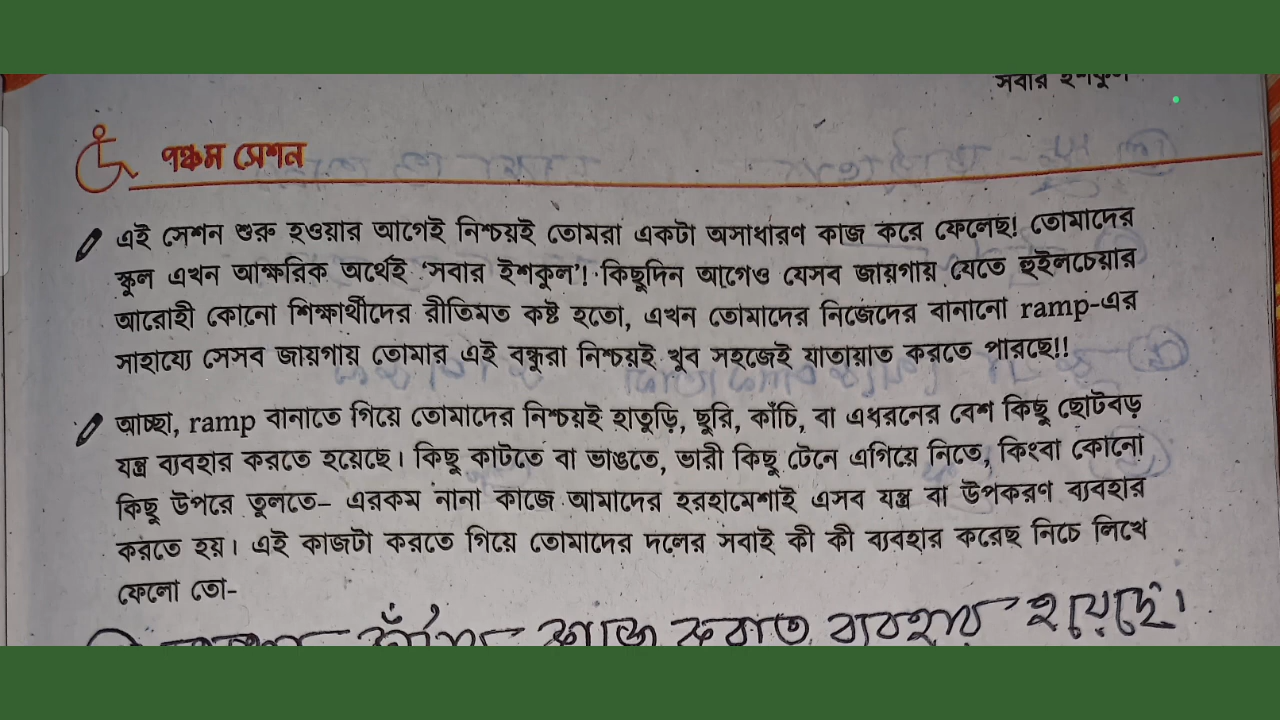 সবার ইশকুল
পঞ্চম সেশন
এই সেশন শুরু হওয়ার আগেই নিশ্চয়ই তোমরা একটা অসাধারণ কাজ করে ফেলেছ! তোমাদের
স্কুল এখন আক্ষরিক অর্থেই ‘সবার ইশকুল’! কিছুদিন আগেও যেসব জায়গায় যেতে হুইলচেয়ার
আরোহী কোনো শিক্ষার্থীদের রীতিমত কষ্ট হতো, এখন তোমাদের নিজেদের বানানো ramp-এর
সাহায্যে সেসব জায়গায় তোমার এই বন্ধুরা নিশ্চয়ই খুব সহজেই যাতায়াত করতে পারছে!!
আচ্ছা, ramp বানাতে গিয়ে তোমাদের নিশ্চয়ই হাতুড়ি, ছুরি, কাঁচি, বা এধরনের বেশ কিছু ছোটবড়
যন্ত্র ব্যবহার করতে হয়েছে। কিছু কাটতে বা ভাঙতে, ভারী কিছু টেনে এগিয়ে নিতে, কিংবা কোনো
কিছু উপরে তুলতে– এরকম নানা কাজে আমাদের হরহামেশাই এসব যন্ত্র বা উপকরণ ব্যবহার
করতে হয়। এই কাজটা করতে গিয়ে তোমাদের দলের সবাই কী কী ব্যবহার করেছ নিচে লিখে
ফেলো তো–
কাজে করতে ব্যবহার হয়েছে।